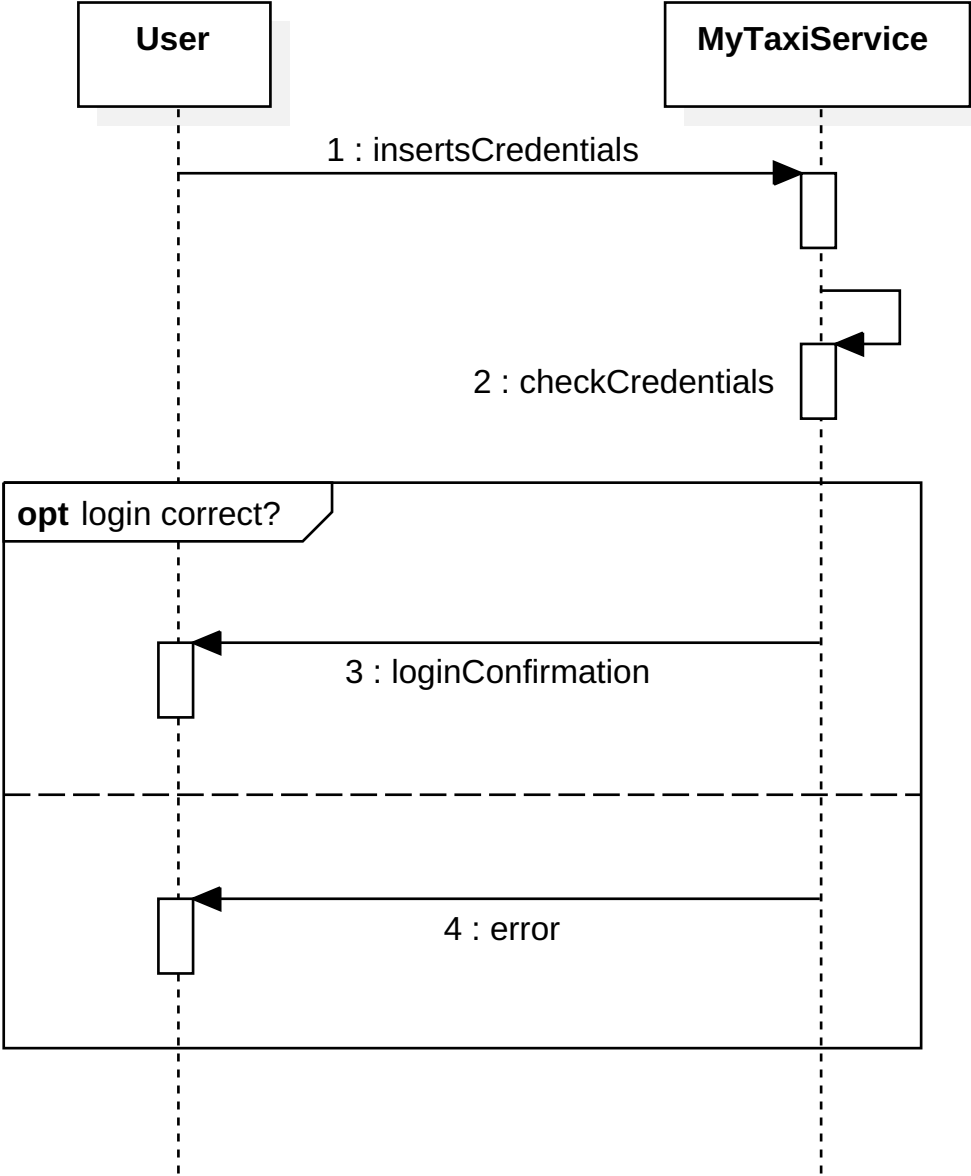 User
MyTaxiService
1 : insertsCredentials
2 : checkCredentials
opt login correct?
3 : loginConfirmation
4 : error